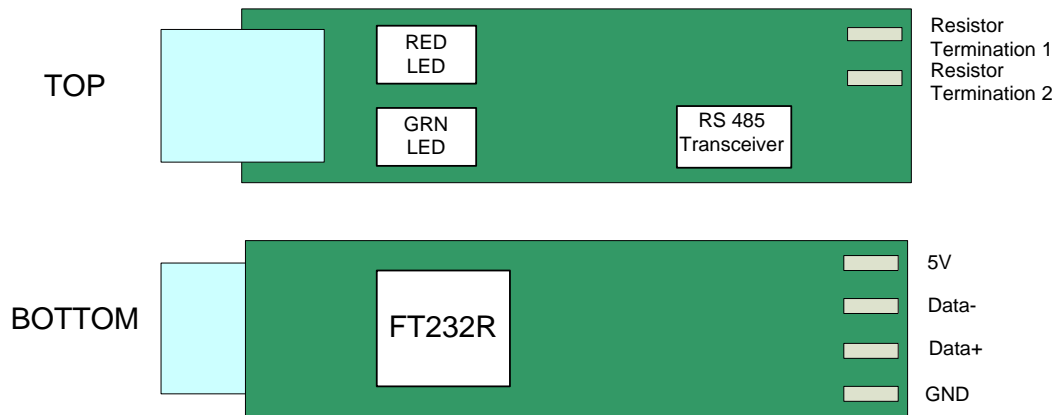 TOP
RED
LED
GRN
LED
RS 485
Transceiver
Resistor
Termination 1
Resistor
Termination 2
BOTTOM
FT232R
5V
Data-
Data+
GND